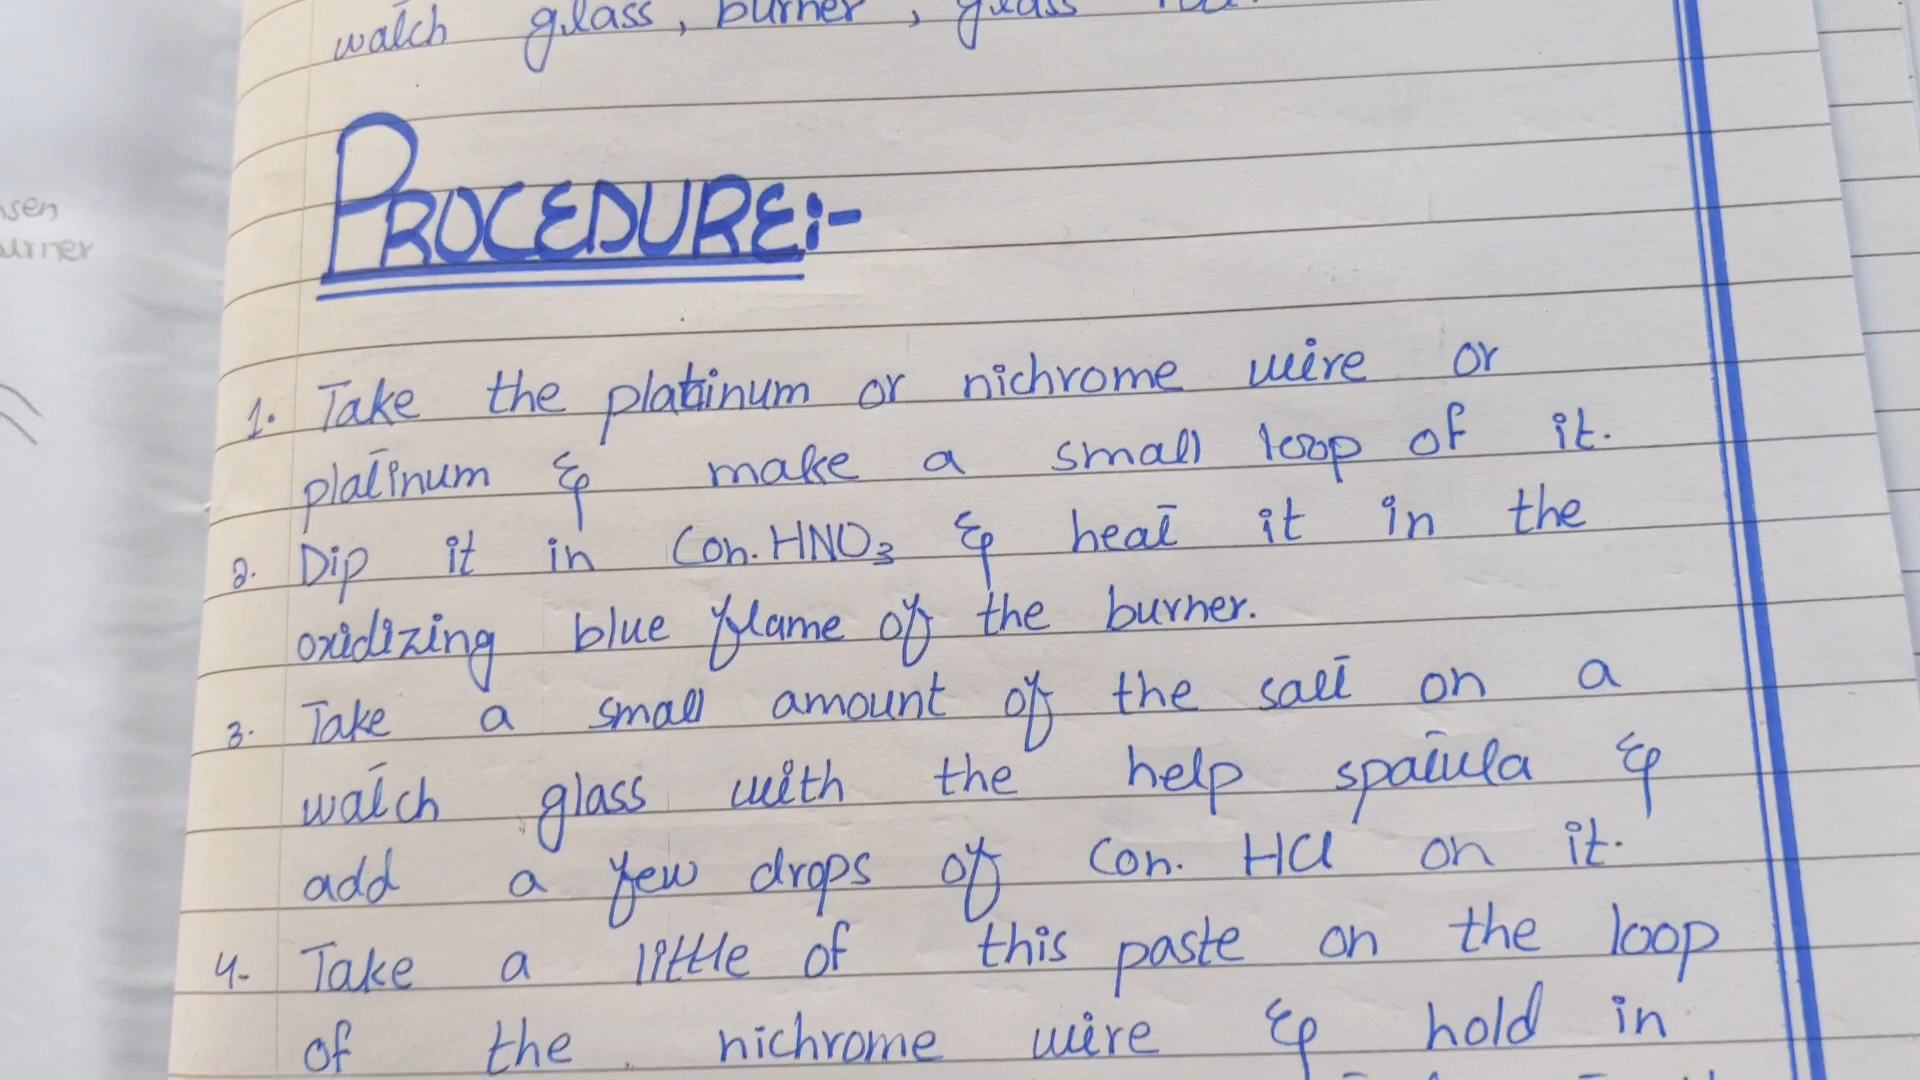 watch glass, burner, glass rod.
PROCEDURE:-
1. Take the platinum or nichrome wire or
platinum & make a small loop of it.
2. Dip it in Con. HNO₃ & heat it in the
oxidizing blue flame of the burner.
3. Take a small amount of the salt on a
watch glass with the help spatula &
add a few drops of Con. HCl on it.
4- Take a little of this paste on the loop
of the nichrome wire & hold in